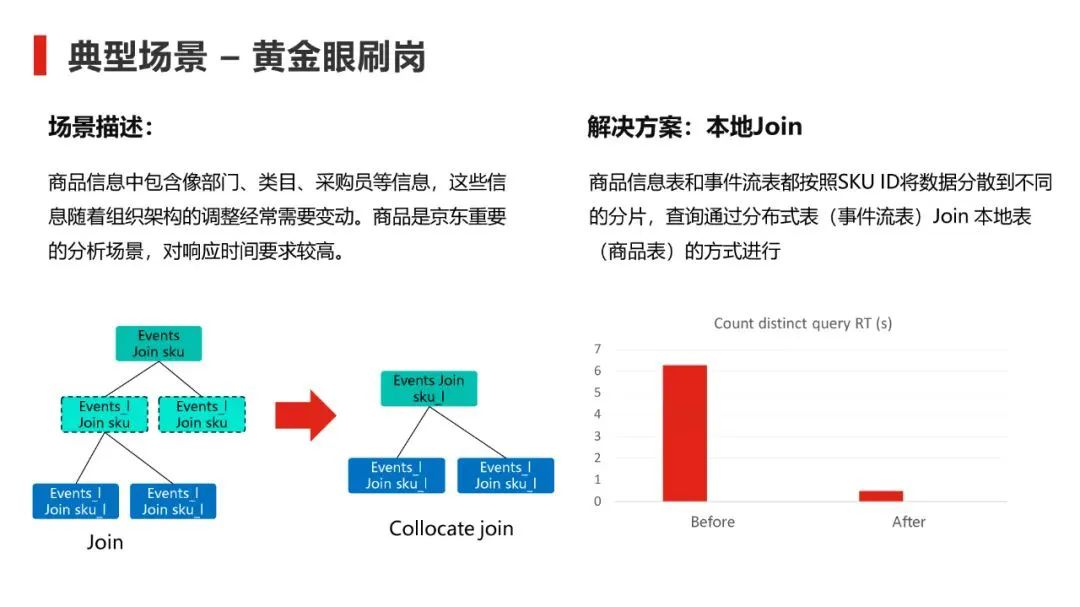 典型场景 – 黄金眼刷岗
场景描述：
商品信息中包含像部门、类目、采购员等信息，这些信
息随着组织架构的调整经常需要变动。商品是京东重要
的分析场景，对响应时间要求较高。
解决方案：本地Join
商品信息表和事件流表都按照SKU ID将数据分散到不同
的分片，查询通过分布式表（事件流表）Join 本地表
（商品表）的方式进行
Events
Join sku
Events_l
Join sku
Events_l
Join sku
Events_l
Join sku_l
Events_l
Join sku_l
Join
Events Join
sku_l
Events_l
Join sku_l
Events_l
Join sku_l
Collocate join
Count distinct query RT (s)
7
6
5
4
3
2
1
0
Before
After